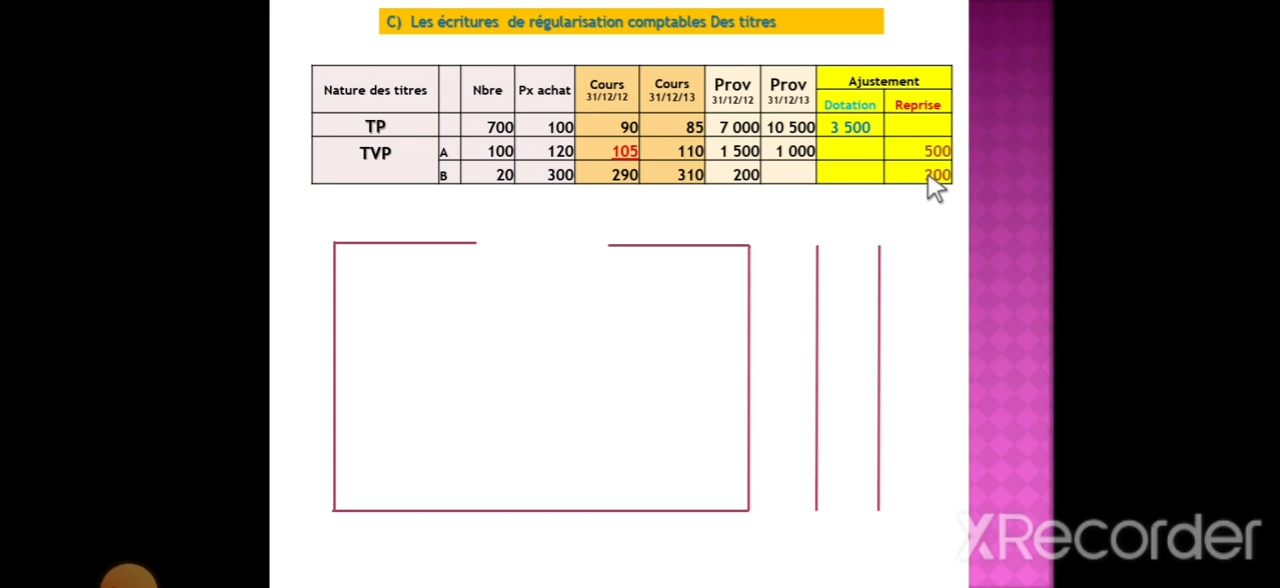 C) Les écritures de régularisation comptables Des titres
Nature des titres Nbre Px achat Cours 31/12/12 Cours 31/12/13 Prov 31/12/12 Prov 31/12/13 Ajustement
Dotation Reprise
TP 700 100 90 85 7 000 10 500 3 500
TVP A 100 120 105 110 1 500 1 000 500
B 20 300 290 310 200 200
XRecorder